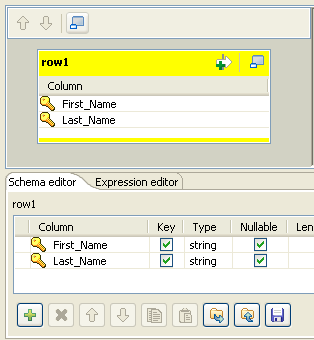 row1
Column
First_Name
Last_Name
Schema editor Expression editor
row1
Column Key Type Nullable Len
First_Name string
Last_Name string